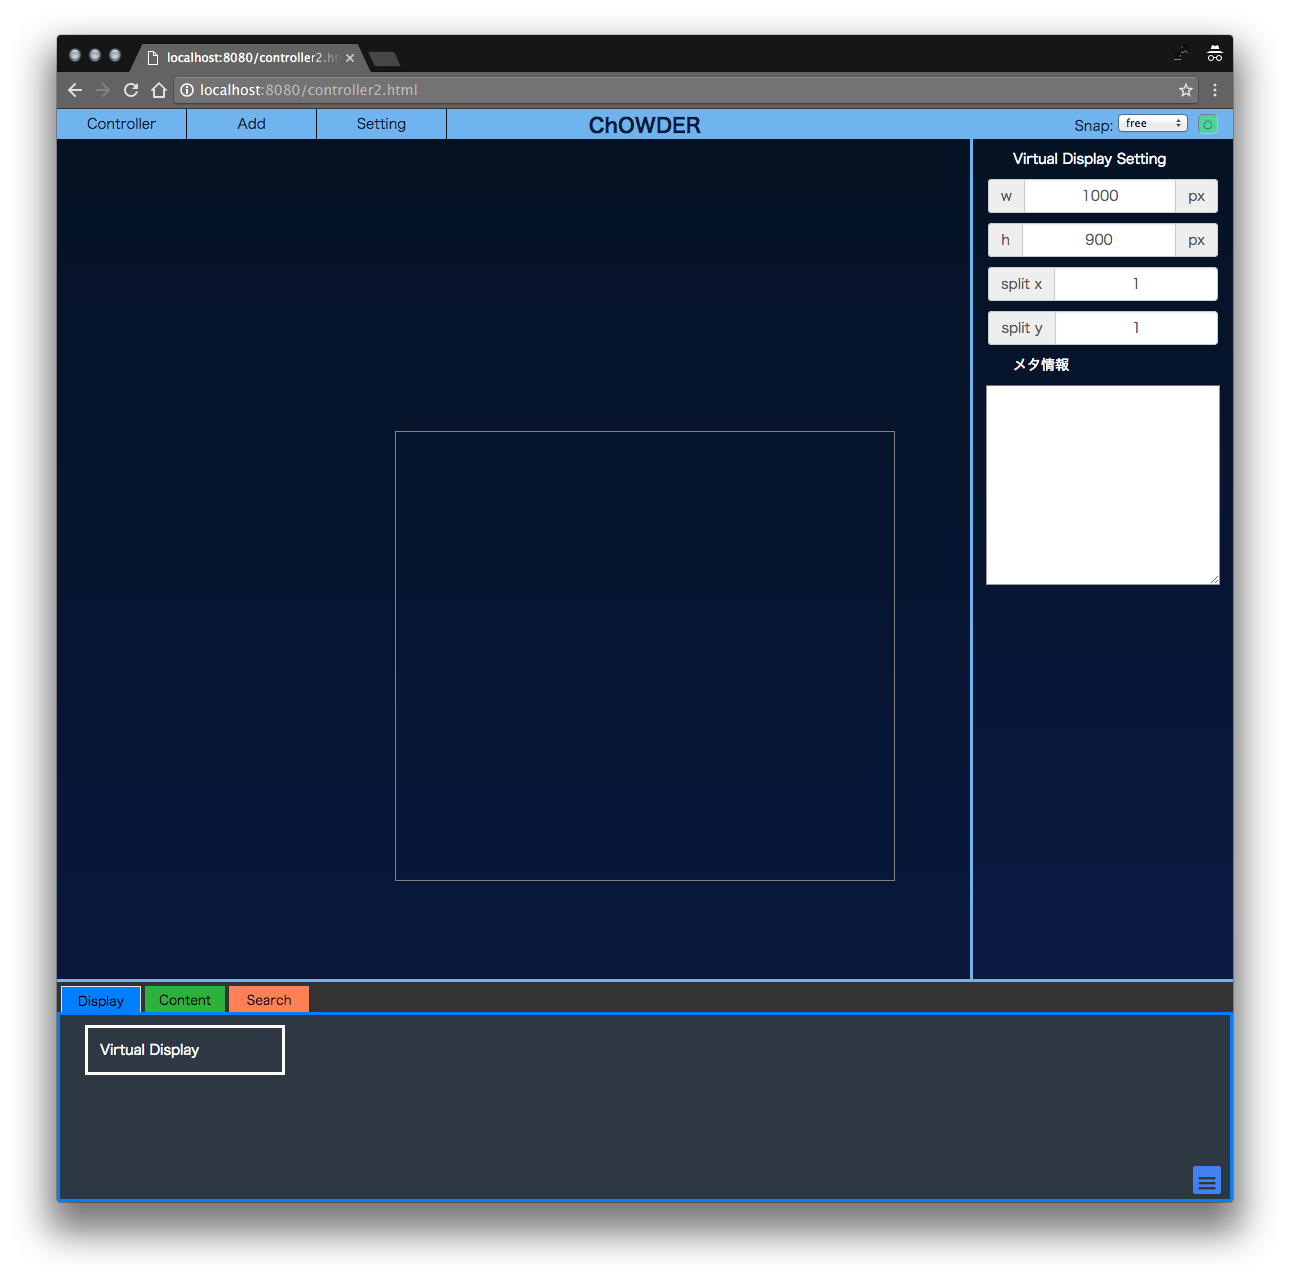 localhost:8080/controller2.ht
localhost:8080/controller2.html
Controller
Add
Setting
ChOWDER
Snap:
free
Virtual Display Setting
w 1000 px
h 900 px
split x 1
split y 1
メタ情報
Display
Content
Search
Virtual Display